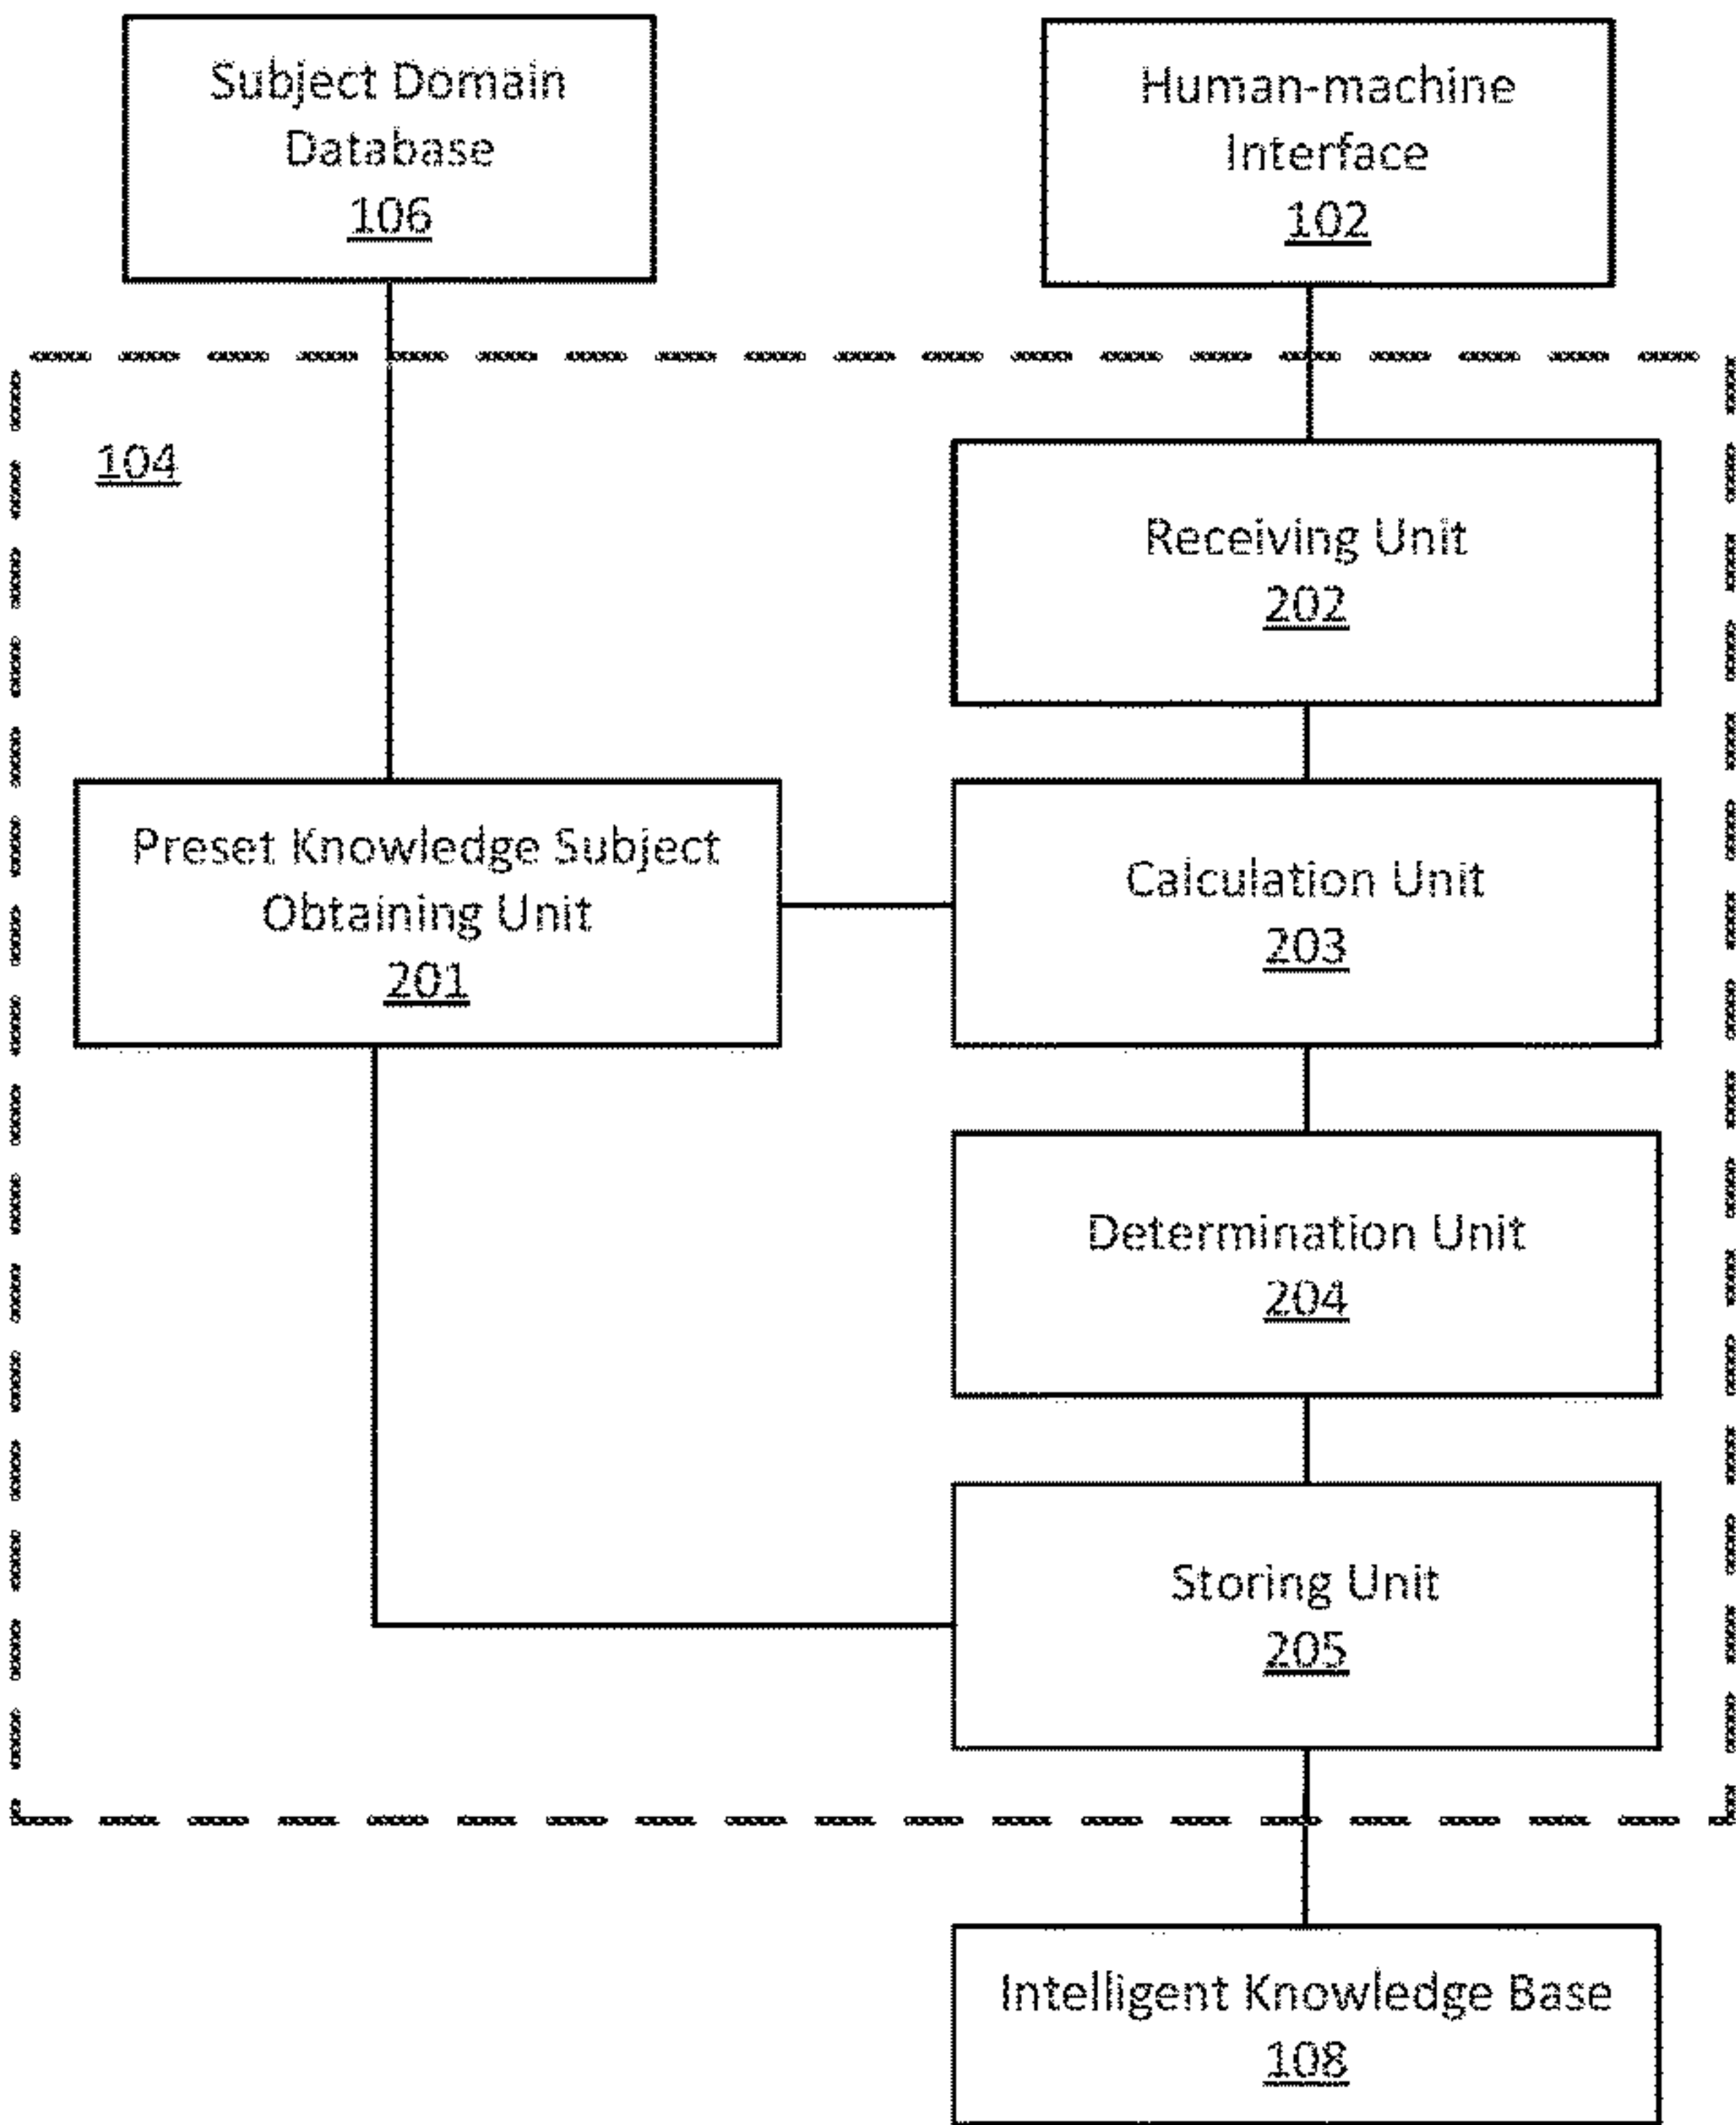 Subject Domain
Database
106
Human-machine
Interface
102
104
Receiving Unit
202
Preset Knowledge Subject
Obtaining Unit
201
Calculation Unit
203
Determination Unit
204
Storing Unit
205
Intelligent Knowledge Base
108